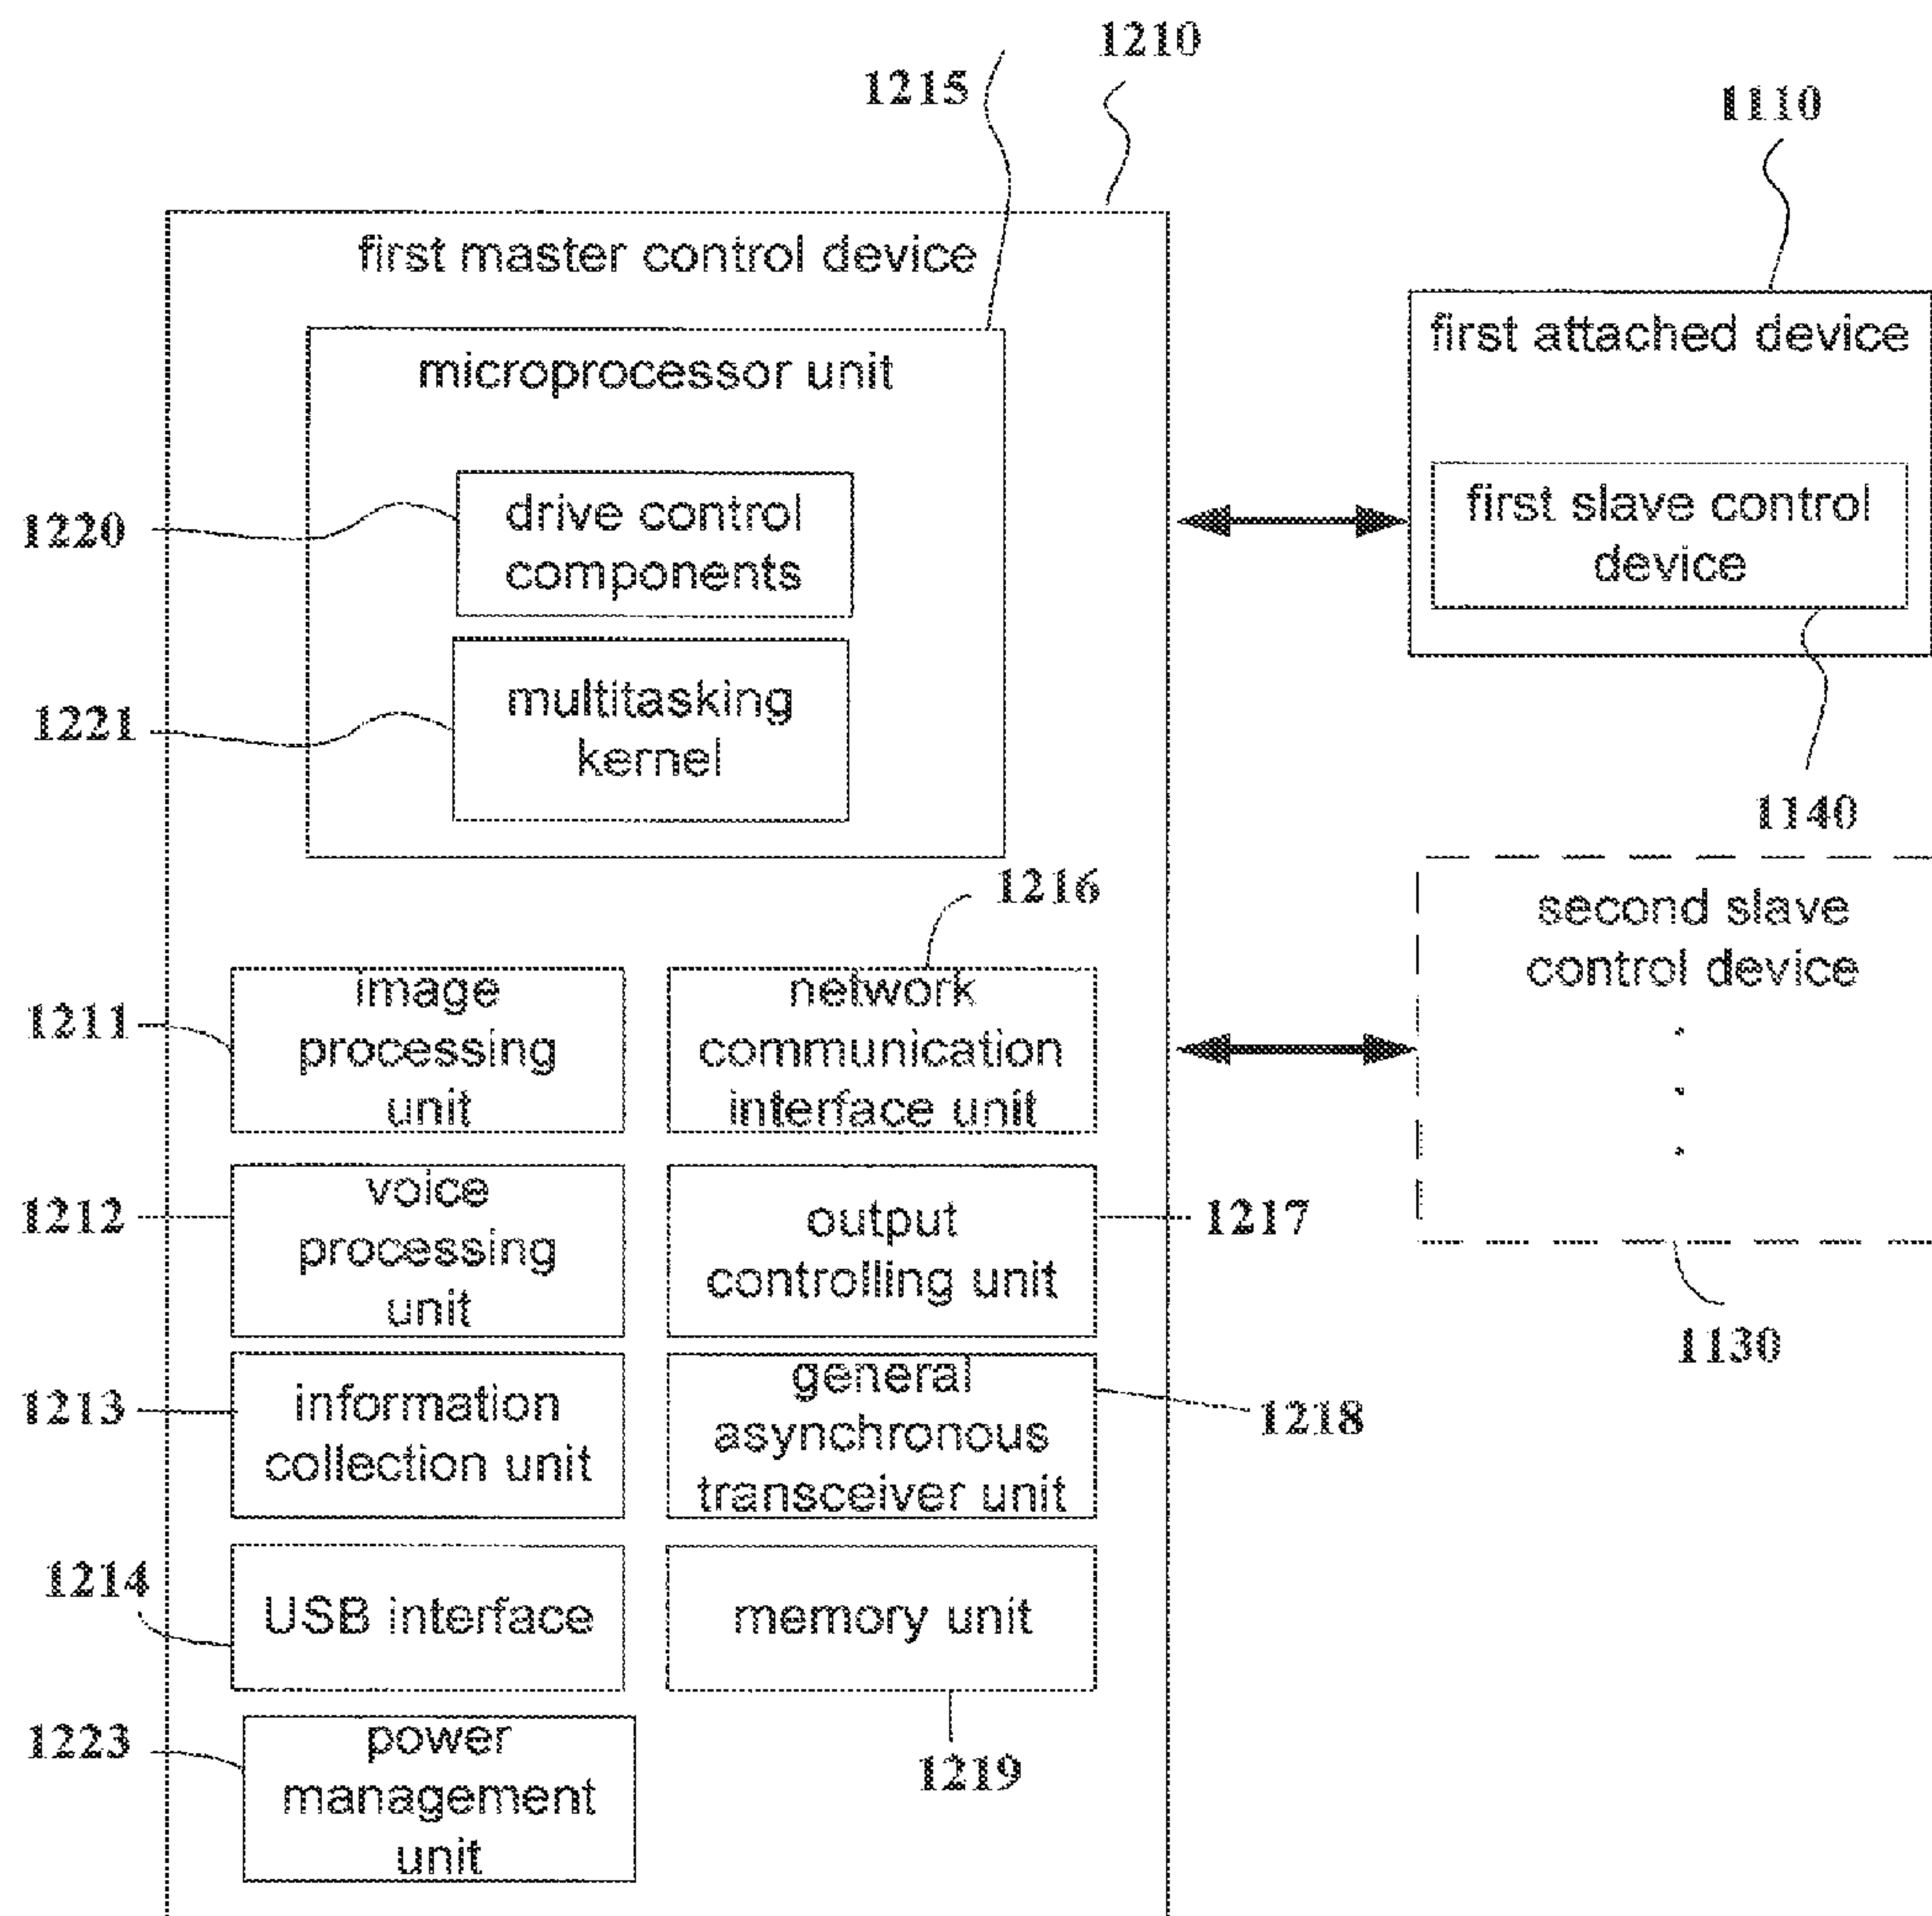 1210
1215
1110
first master control device
first attached device
microprocessor unit
first slave control
device
drive control
components
1220
multitasking
kernel
1221
1140
1216
second slave
control device
image
processing
unit
1211
network
communication
interface unit
voice
processing
unit
1212
output
controlling unit
1217
1130
information
collection unit
1213
general
asynchronous
transceiver unit
1218
1214
USB interface
memory unit
1223
power
management
unit
1219